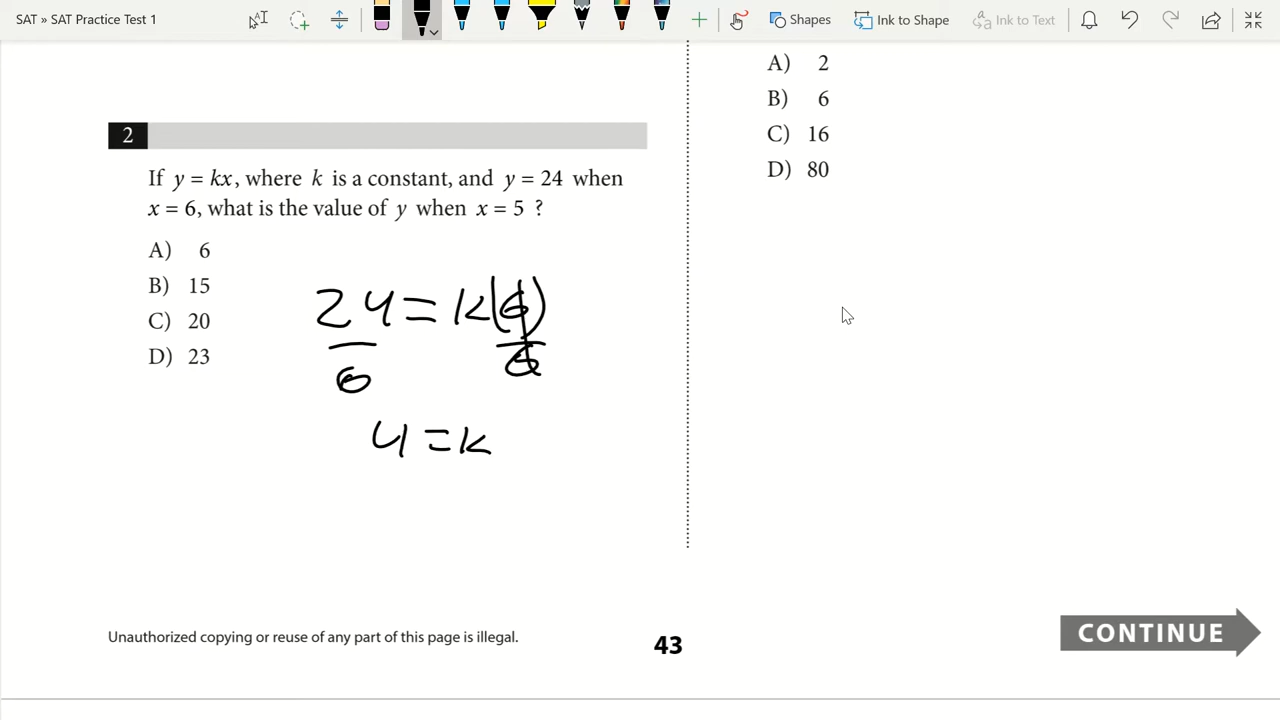 SAT » SAT Practice Test 1
Shapes
Ink to Shape
Ink to Text
2
If y = kx, where k is a constant, and y = 24 when
x = 6, what is the value of y when x = 5 ?
A) 6
B) 15
C) 20
D) 23
24 = k(6)
6 6
4 = k
A) 2
B) 6
C) 16
D) 80
Unauthorized copying or reuse of any part of this page is illegal.
43
CONTINUE